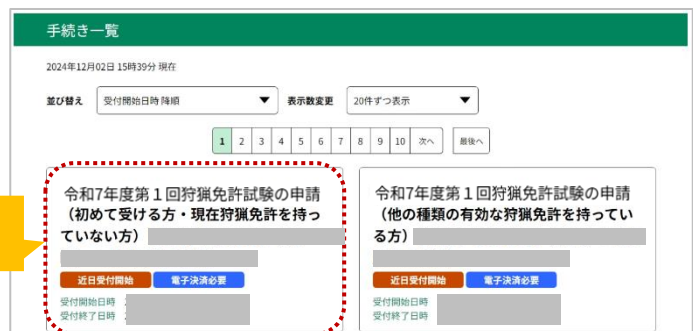 手続き一覧
2024年12月02日 15時39分 現在
並び替え 受付開始日時 降順 表示数変更 20件ずつ表示
1 2 3 4 5 6 7 8 9 10 次へ 最後へ
令和7年度第1回狩猟免許試験の申請
（初めて受ける方・現在狩猟免許を持っ
ていない方）
近日受付開始 電子決済必要
受付開始日時
受付終了日時
令和7年度第1回狩猟免許試験の申請
（他の種類の有効な狩猟免許を持ってい
る方）
近日受付開始 電子決済必要
受付開始日時
受付終了日時